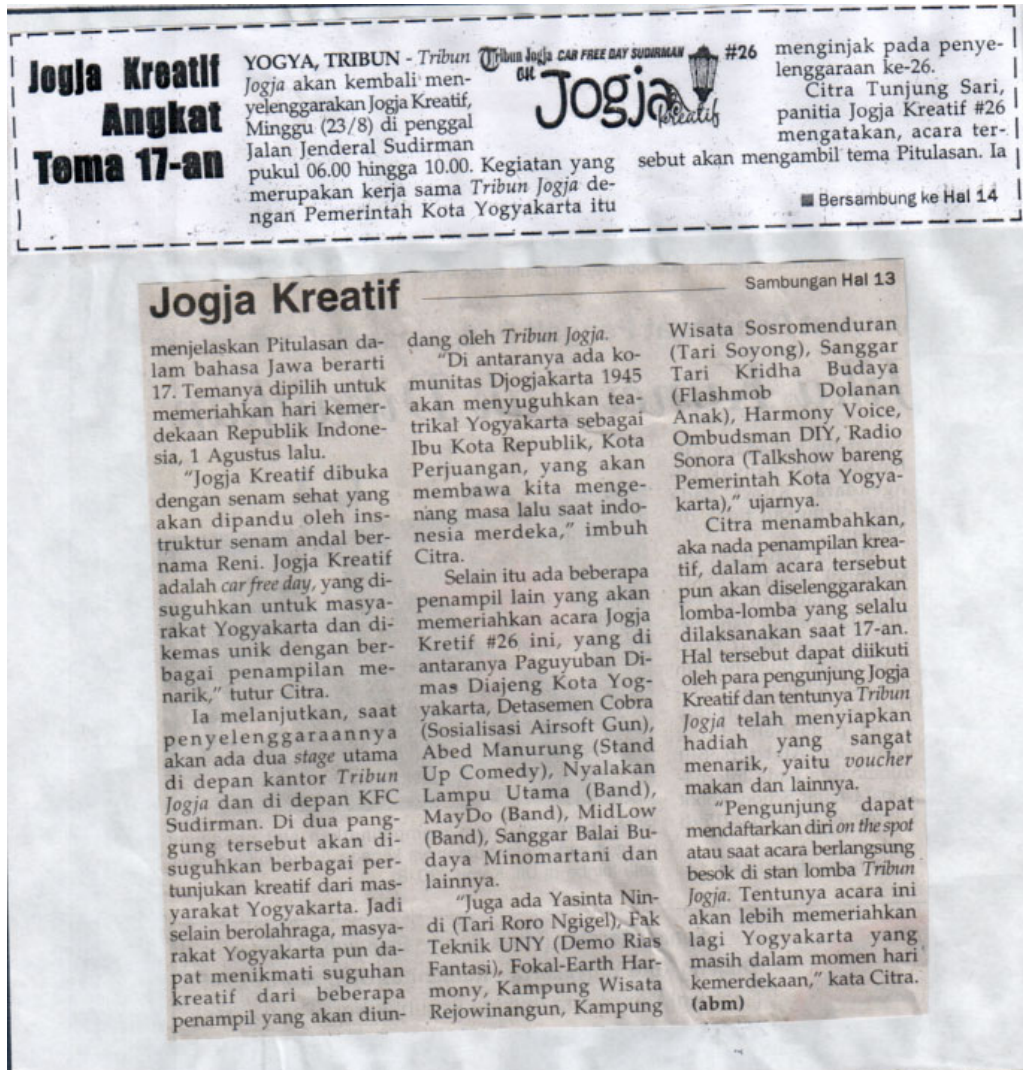 Jogja Kreatif
Angkat
Tema 17-an
YOGYA, TRIBUN - Tribun
Jogja akan kembali men-
yelenggarakan Jogja Kreatif,
Minggu (23/8) di penggal
Jalan Jenderal Sudirman
pukul 06.00 hingga 10.00. Kegiatan yang
merupakan kerja sama Tribun Jogja de-
ngan Pemerintah Kota Yogyakarta itu
Tribun Jogja CAR FREE DAY SUDIRMAN #26
Jogja
kreatif
menginjak pada penye-
lenggaraan ke-26.
Citra Tunjung Sari,
panitia Jogja Kreatif #26
mengatakan, acara ter-
sebut akan mengambil tema Pitulasan. Ia
Bersambung ke Hal 14
Jogja Kreatif
Sambungan Hal 13
menjelaskan Pitulasan da-
lam bahasa Jawa berarti
17. Temanya dipilih untuk
memeriahkan hari kemer-
dekaan Republik Indone-
sia, 1 Agustus lalu.
"Jogja Kreatif dibuka
dengan senam sehat yang
akan dipandu oleh ins-
truktur senam andal ber-
nama Reni. Jogja Kreatif
adalah car free day, yang di-
suguhkan untuk masya-
rakat Yogyakarta dan di-
kemas unik dengan ber-
bagai penampilan me-
narik," tutur Citra.
Ia melanjutkan, saat
penyelenggaraannya
akan ada dua stage utama
di depan kantor Tribun
Jogja dan di depan KFC
Sudirman. Di dua pang-
gung tersebut akan di-
suguhkan berbagai per-
tunjukan kreatif dari mas-
yarakat Yogyakarta. Jadi
selain berolahraga, masya-
rakat Yogyakarta pun da-
pat menikmati suguhan
kreatif dari beberapa
penampil yang akan diun-
dang oleh Tribun Jogja.
"Di antaranya ada ko-
munitas Djogjakarta 1945
akan menyuguhkan tea-
trikal Yogyakarta sebagai
Ibu Kota Republik, Kota
Perjuangan, yang akan
membawa kita menge-
nang masa lalu saat indo-
nesia merdeka," imbuh
Citra.
Selain itu ada beberapa
penampil lain yang akan
memeriahkan acara Jogja
Kretif #26 ini, yang di
antaranya Paguyuban Di-
mas Diajeng Kota Yog-
yakarta, Detasemen Cobra
(Sosialisasi Airsoft Gun),
Abed Manurung (Stand
Up Comedy), Nyalakan
Lampu Utama (Band),
MayDo (Band), MidLow
(Band), Sanggar Balai Bu-
daya Minomartani dan
lainnya.
"Juga ada Yasinta Nin-
di (Tari Roro Ngigel), Fak
Teknik UNY (Demo Rias
Fantasi), Fokal-Earth Har-
mony, Kampung Wisata
Rejowinangun, Kampung
Wisata Sosromenduran
(Tari Soyong), Sanggar
Tari Kridha Budaya
(Flashmob Dolanan
Anak), Harmony Voice,
Ombudsman DIY, Radio
Sonora (Talkshow bareng
Pemerintah Kota Yogya-
karta)," ujarnya.
Citra menambahkan,
aka nada penampilan krea-
tif, dalam acara tersebut
pun akan diselenggarakan
lomba-lomba yang selalu
dilaksanakan saat 17-an.
Hal tersebut dapat diikuti
oleh para pengunjung Jogja
Kreatif dan tentunya Tribun
Jogja telah menyiapkan
hadiah yang sangat
menarik, yaitu voucher
makan dan lainnya.
"Pengunjung dapat
mendaftarkan diri on the spot
atau saat acara berlangsung
besok di stan lomba Tribun
Jogja. Tentunya acara ini
akan lebih memeriahkan
lagi Yogyakarta yang
masih dalam momen hari
kemerdekaan," kata Citra.
(abm)